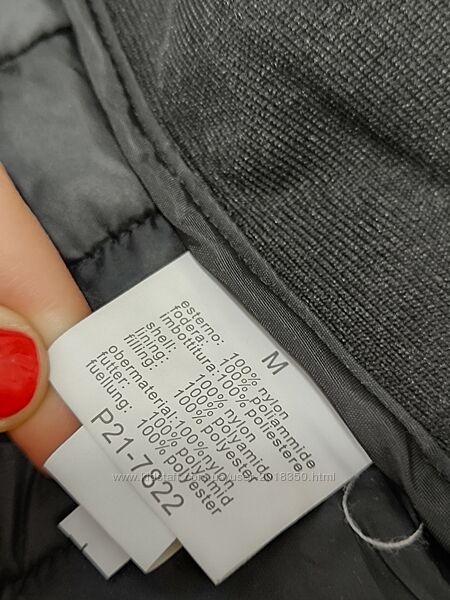 M
esterno: 100% nylon
fodera: 100% poliammide
imbottitura: 100% poliestere
shell: 100% nylon
lining: 100% polyamide
filling: 100% polyester
obermaterial: 100% nylon
futter: 100% polyamid
fuellung: 100% polyester
P21-7822